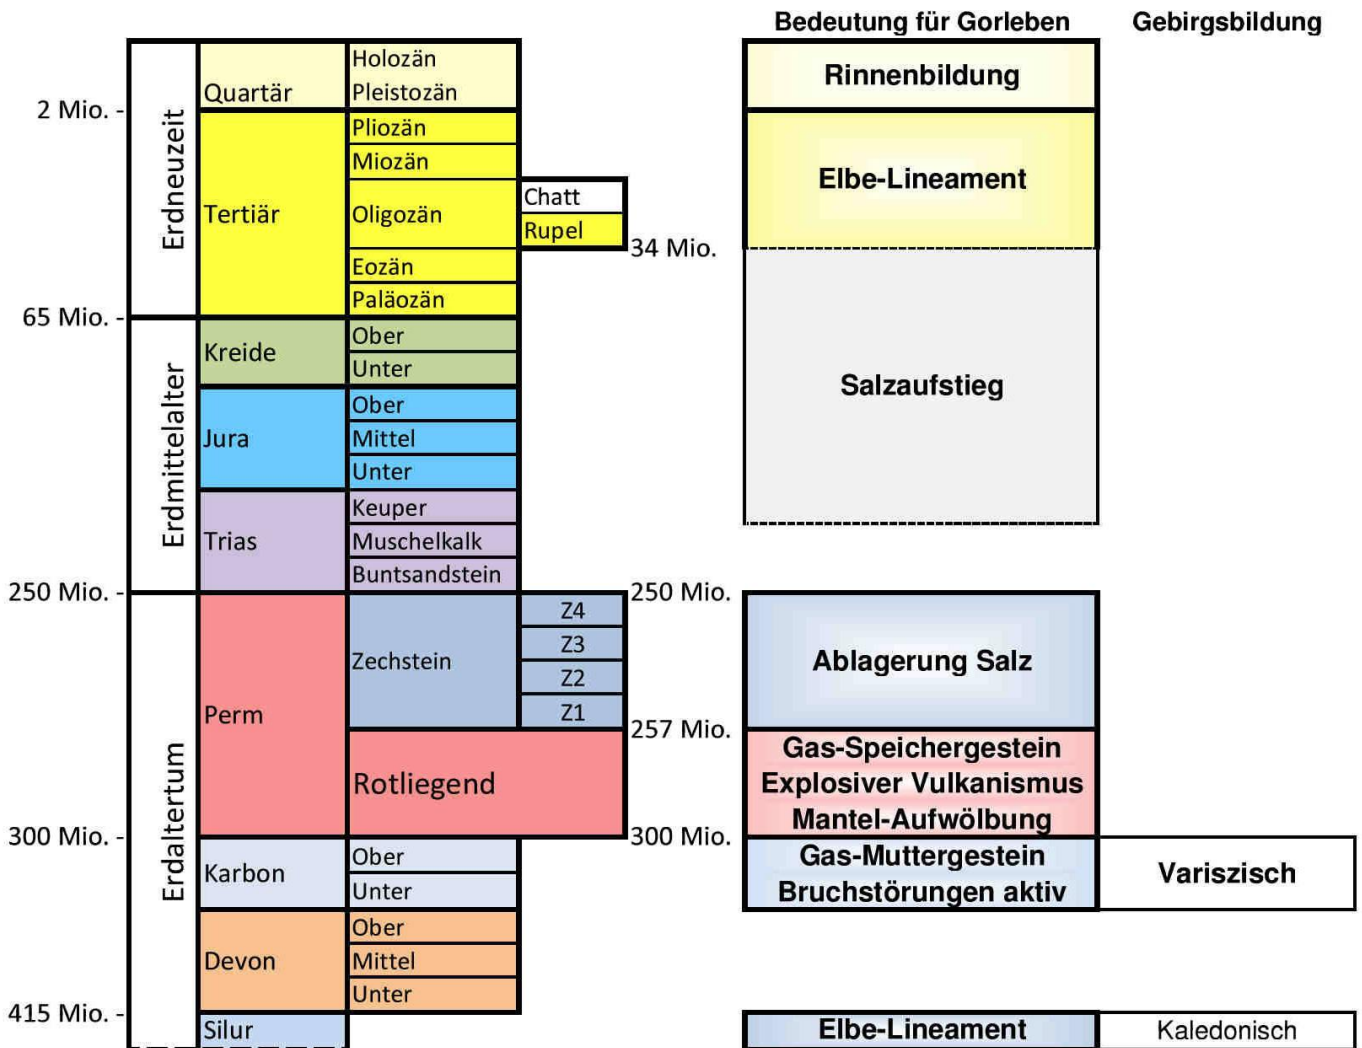 Bedeutung für Gorleben Gebirgsbildung
Holozän
Rinnenbildung
Quartär Pleistozän
2 Mio. -
Pliozän
Miozän
Elbe-Lineament
Erdneuzeit
Chatt
Tertiär Oligozän
Rupel
34 Mio.
Eozän
Paläozän
65 Mio. -
Ober
Kreide
Unter
Salzaufstieg
Ober
Erdmittelalter
Jura Mittel
Unter
Keuper
Trias Muschelkalk
Buntsandstein
250 Mio. - 250 Mio.
Z4
Z3
Zechstein Ablagerung Salz
Z2
Z1
Perm
257 Mio.
Gas-Speichergestein
Rotliegend Explosiver Vulkanismus
Mantel-Aufwölbung
Erdaltertum
300 Mio. - 300 Mio.
Ober Gas-Muttergestein
Karbon Variszisch
Unter Bruchstörungen aktiv
Ober
Devon Mittel
Unter
415 Mio. -
Silur Elbe-Lineament Kaledonisch